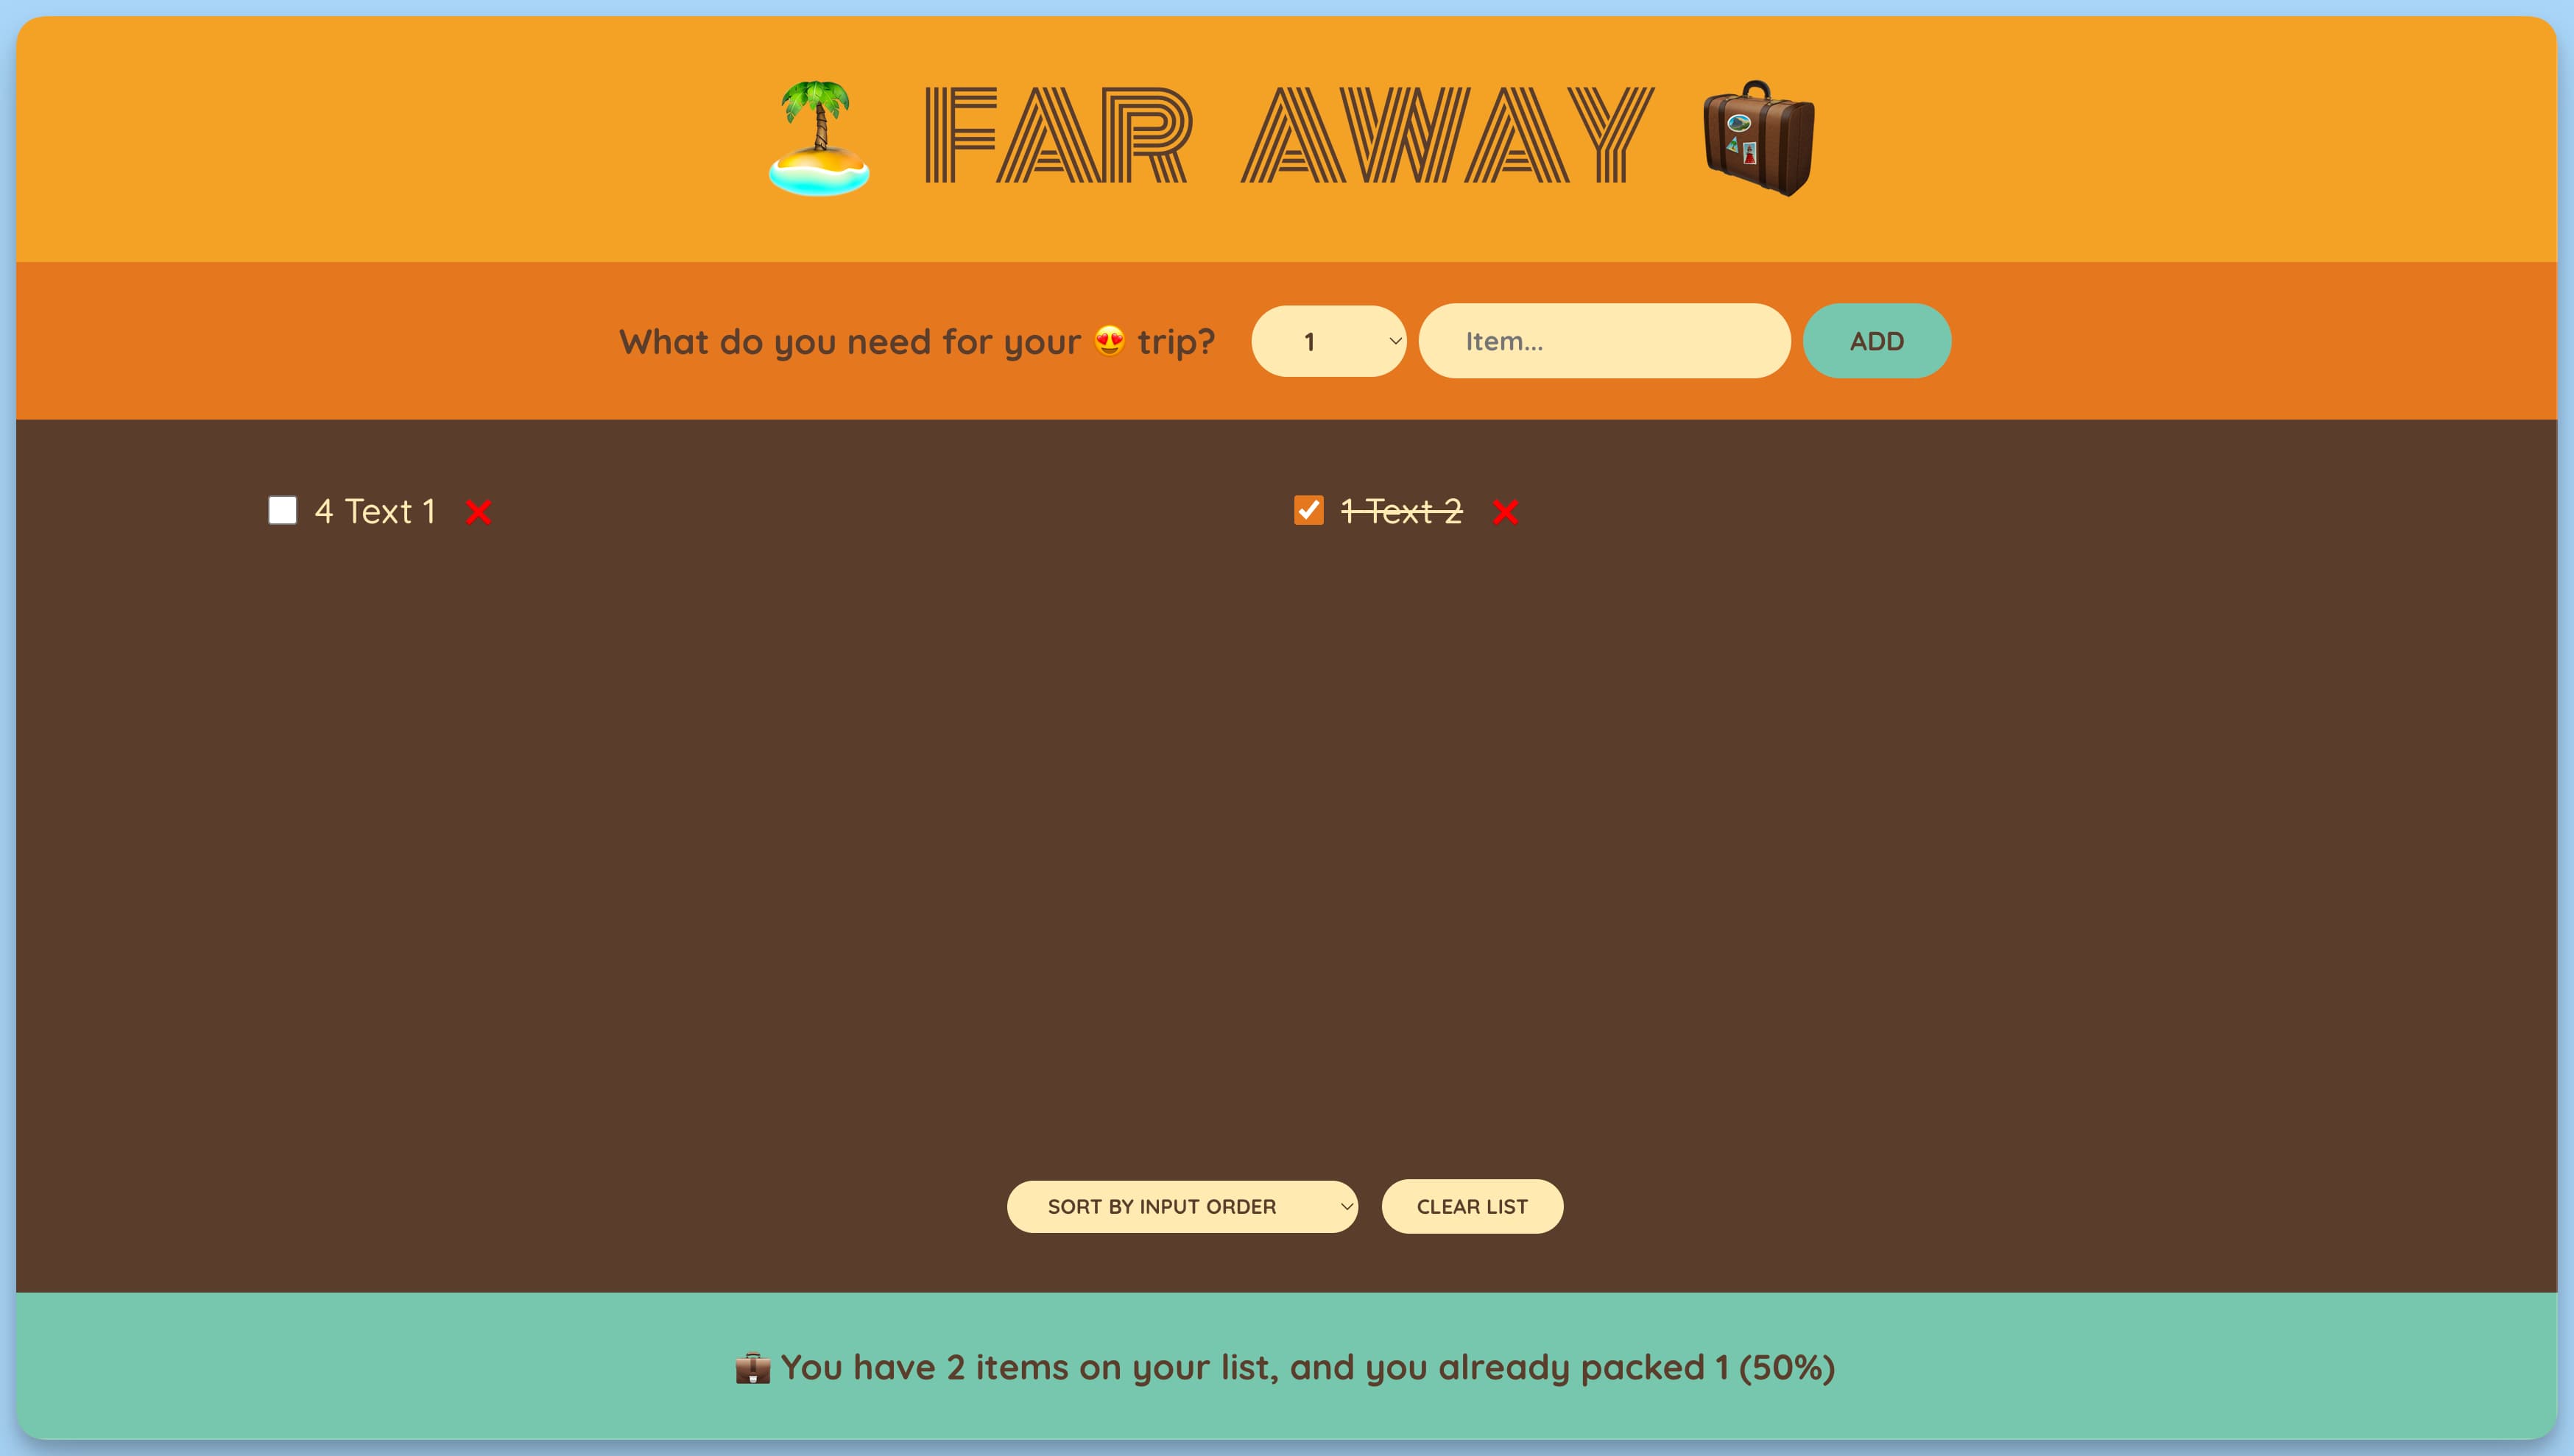 🏝️ FAR AWAY 🧳
What do you need for your 😍 trip? 1 Item... ADD
4 Text 1 ❌ 1 Text 2 ❌
SORT BY INPUT ORDER CLEAR LIST
💼 You have 2 items on your list, and you already packed 1 (50%)